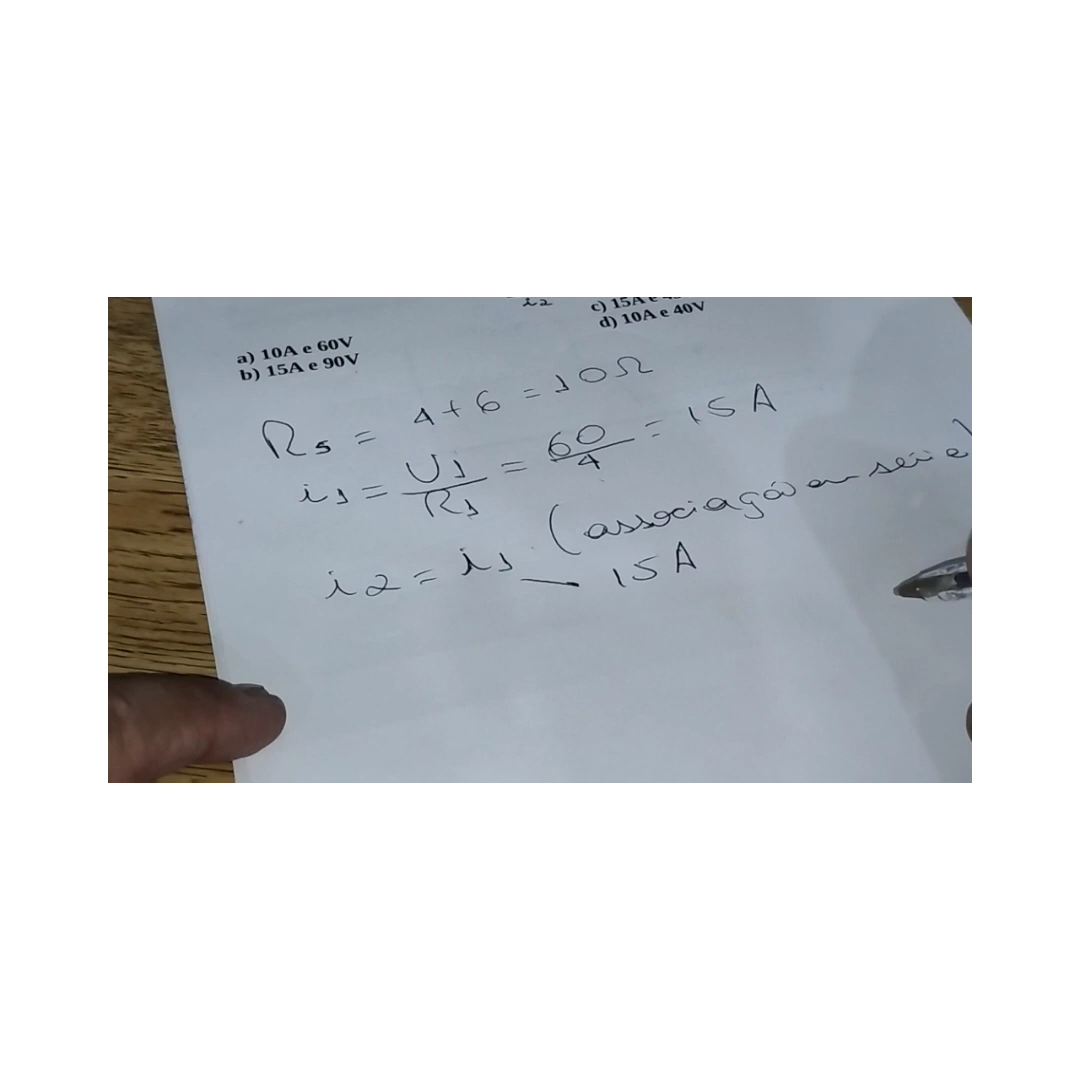 i2
c) 15A e
d) 10A e 40V
a) 10A e 60V
b) 15A e 90V
Rs = 4 + 6 = 10Ω
i1 = U1/R1 = 60/4 = 15A
i2 = i1 (associação em série)
— 15A